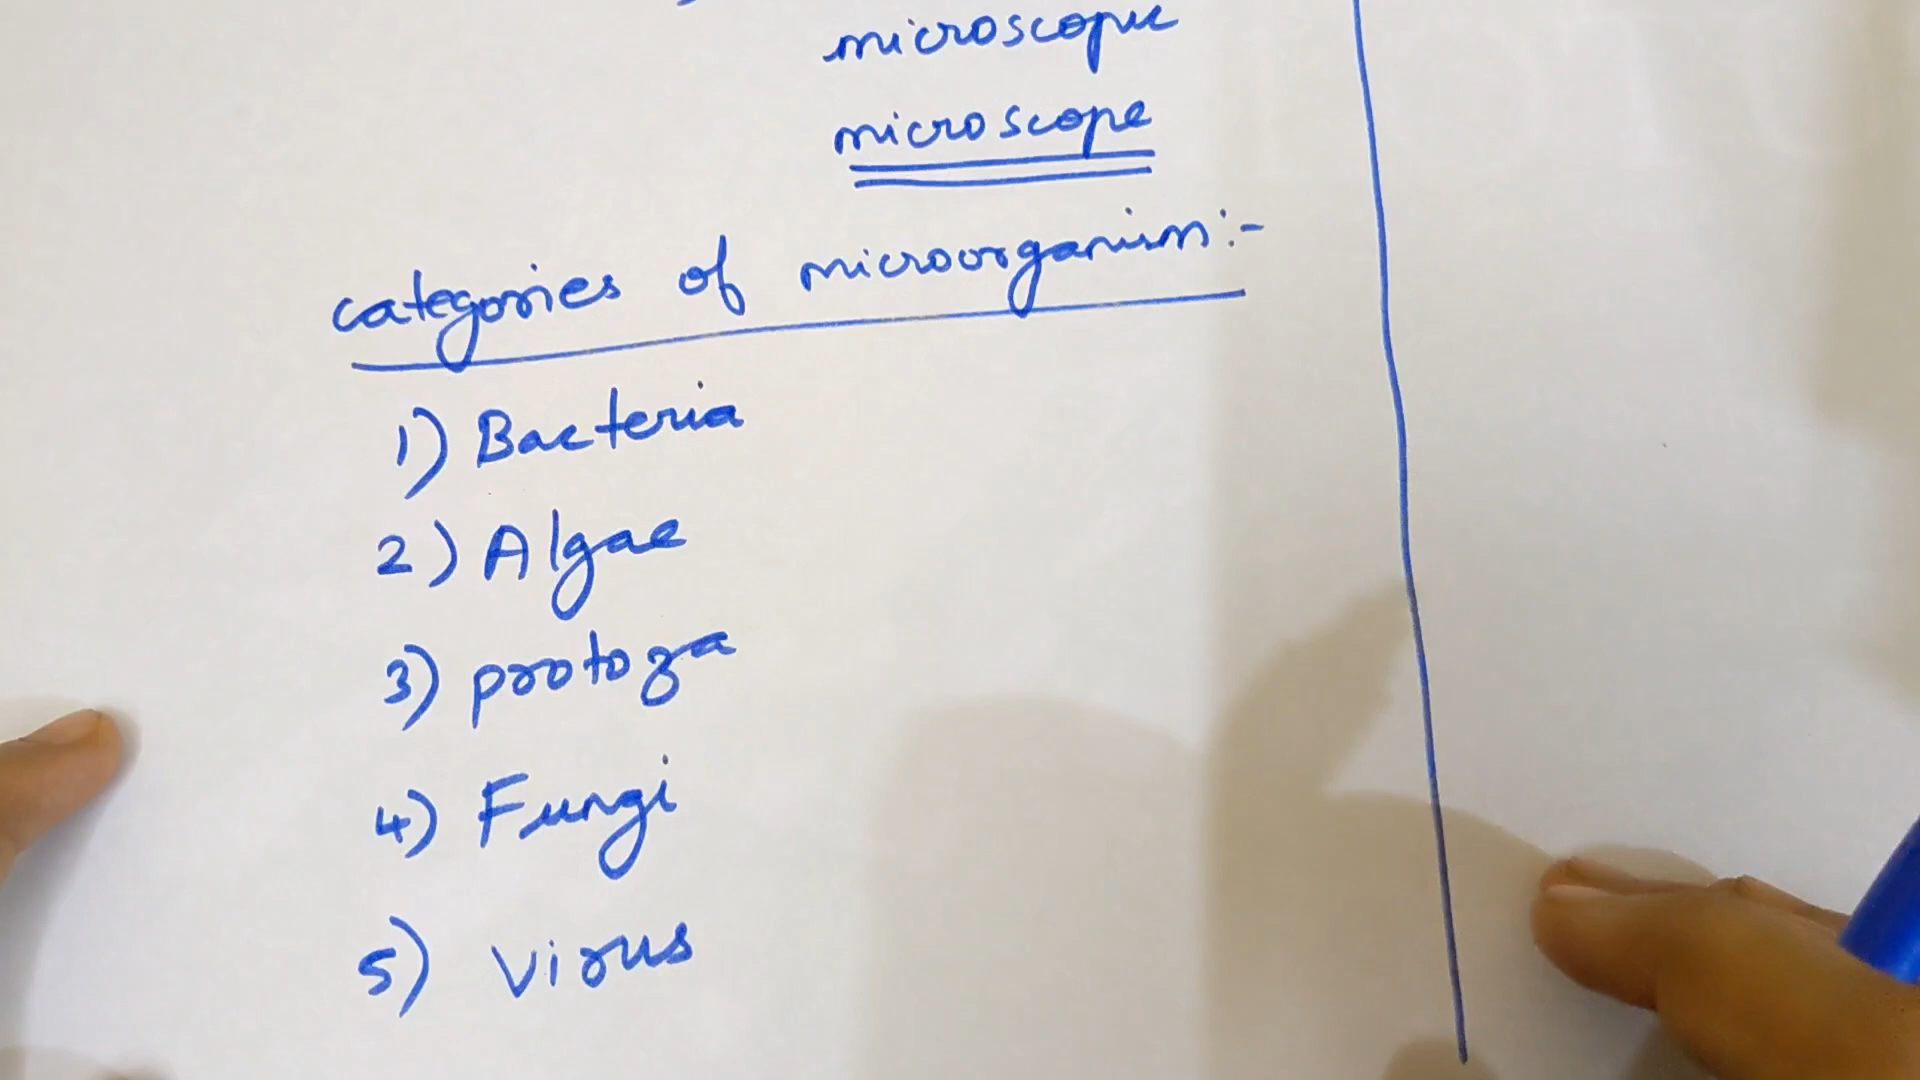 microscopic
microscope
categories of microorganism:-
1) Bacteria
2) Algae
3) protoza
4) Fungi
5) Virus